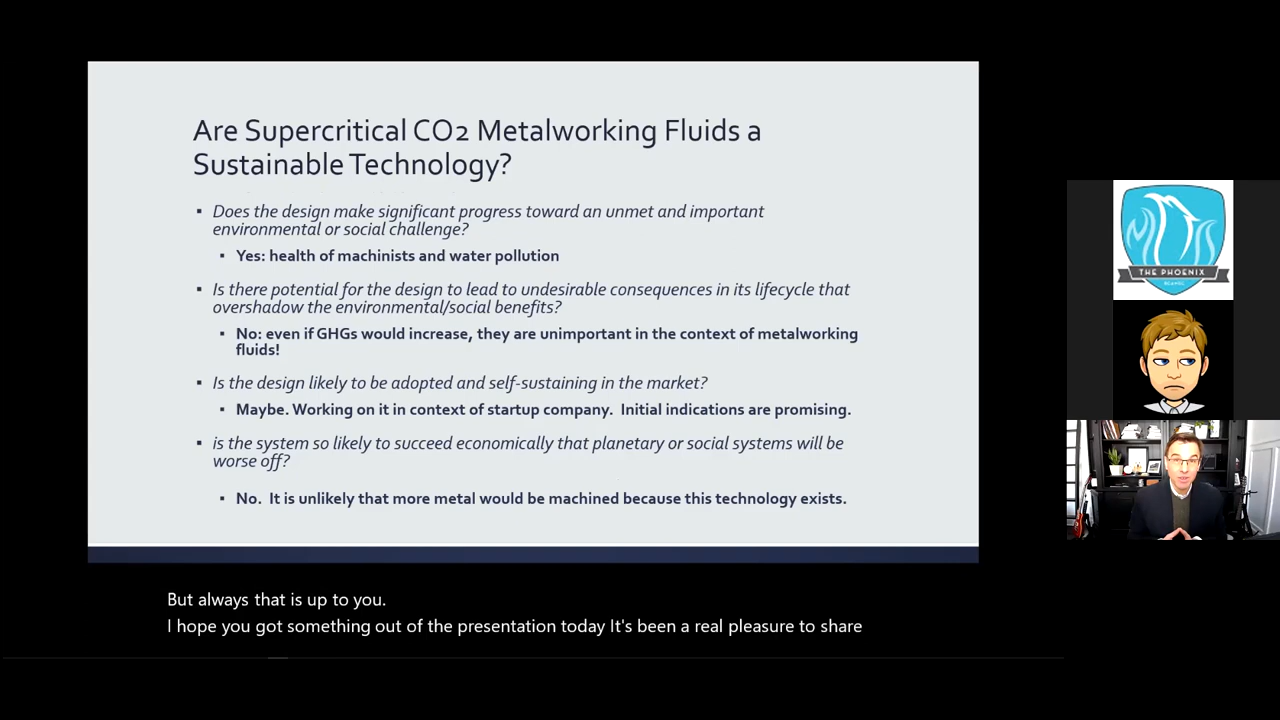 Are Supercritical CO2 Metalworking Fluids a
Sustainable Technology?
▪ Does the design make significant progress toward an unmet and important
environmental or social challenge?
▪ Yes: health of machinists and water pollution
▪ Is there potential for the design to lead to undesirable consequences in its lifecycle that
overshadow the environmental/social benefits?
▪ No: even if GHGs would increase, they are unimportant in the context of metalworking
fluids!
▪ Is the design likely to be adopted and self-sustaining in the market?
▪ Maybe. Working on it in context of startup company. Initial indications are promising.
▪ is the system so likely to succeed economically that planetary or social systems will be
worse off?
▪ No. It is unlikely that more metal would be machined because this technology exists.
THE PHOENIX
But always that is up to you.
I hope you got something out of the presentation today It's been a real pleasure to share